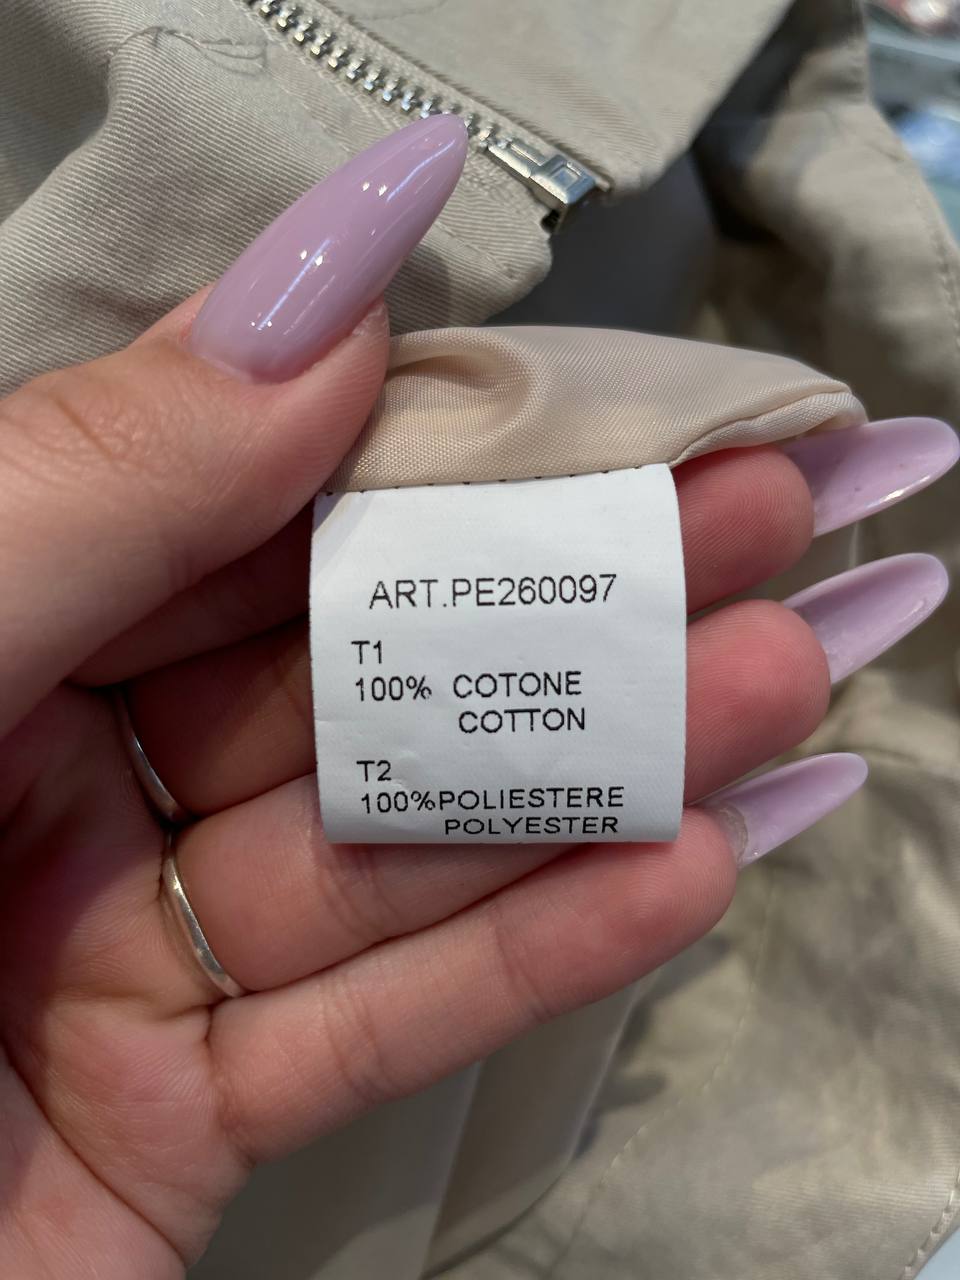 ART.PE260097
T1
100% COTONE
COTTON
T2
100%POLIESTERE
POLYESTER